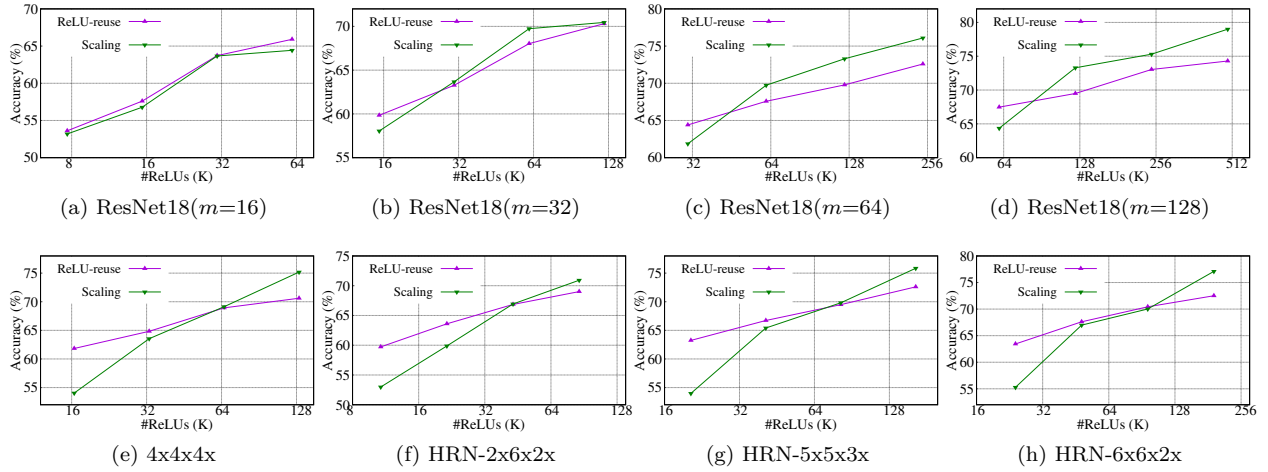 70
65
60
55
50
8
16
32
64
Accuracy (%)
#ReLUs (K)
ReLU-reuse
Scaling
(a) ResNet18(m=16)
70
65
60
55
16
32
64
128
Accuracy (%)
#ReLUs (K)
ReLU-reuse
Scaling
(b) ResNet18(m=32)
80
75
70
65
60
32
64
128
256
Accuracy (%)
#ReLUs (K)
ReLU-reuse
Scaling
(c) ResNet18(m=64)
80
75
70
65
60
64
128
256
512
Accuracy (%)
#ReLUs (K)
ReLU-reuse
Scaling
(d) ResNet18(m=128)
75
70
65
60
55
16
32
64
128
Accuracy (%)
#ReLUs (K)
ReLU-reuse
Scaling
(e) 4x4x4x
75
70
65
60
55
50
8
16
32
64
128
Accuracy (%)
#ReLUs (K)
ReLU-reuse
Scaling
(f) HRN-2x6x2x
75
70
65
60
55
16
32
64
128
Accuracy (%)
#ReLUs (K)
ReLU-reuse
Scaling
(g) HRN-5x5x3x
80
75
70
65
60
55
16
32
64
128
256
Accuracy (%)
#ReLUs (K)
ReLU-reuse
Scaling
(h) HRN-6x6x2x